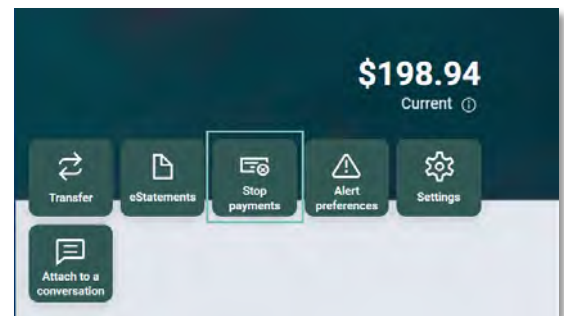 $198.94
Current
Transfer
eStatements
Stop
payments
Alert
preferences
Settings
Attach to a
conversation